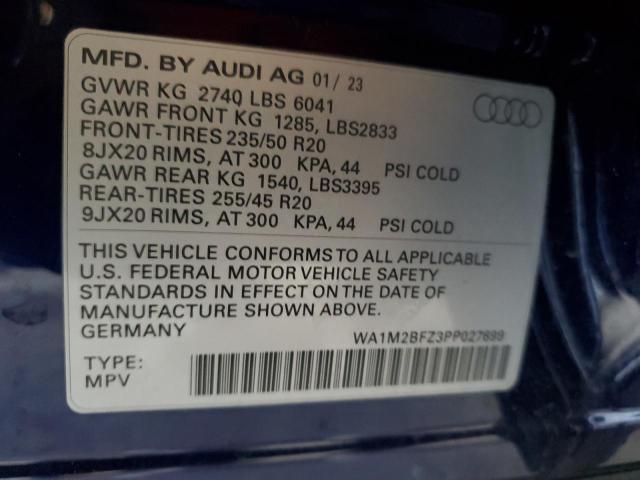 MFD. BY AUDI AG 01/ 23
GVWR KG 2740 LBS 6041
GAWR FRONT KG 1285, LBS2833
FRONT-TIRES 235/50 R20
8JX20 RIMS, AT 300 KPA, 44 PSI COLD
GAWR REAR KG 1540, LBS3395
REAR-TIRES 255/45 R20
9JX20 RIMS, AT 300 KPA, 44 PSI COLD
THIS VEHICLE CONFORMS TO ALL APPLICABLE
U.S. FEDERAL MOTOR VEHICLE SAFETY
STANDARDS IN EFFECT ON THE DATE OF
MANUFACTURE SHOWN ABOVE.
GERMANY WA1M2BFZ3PP027699
TYPE:
MPV